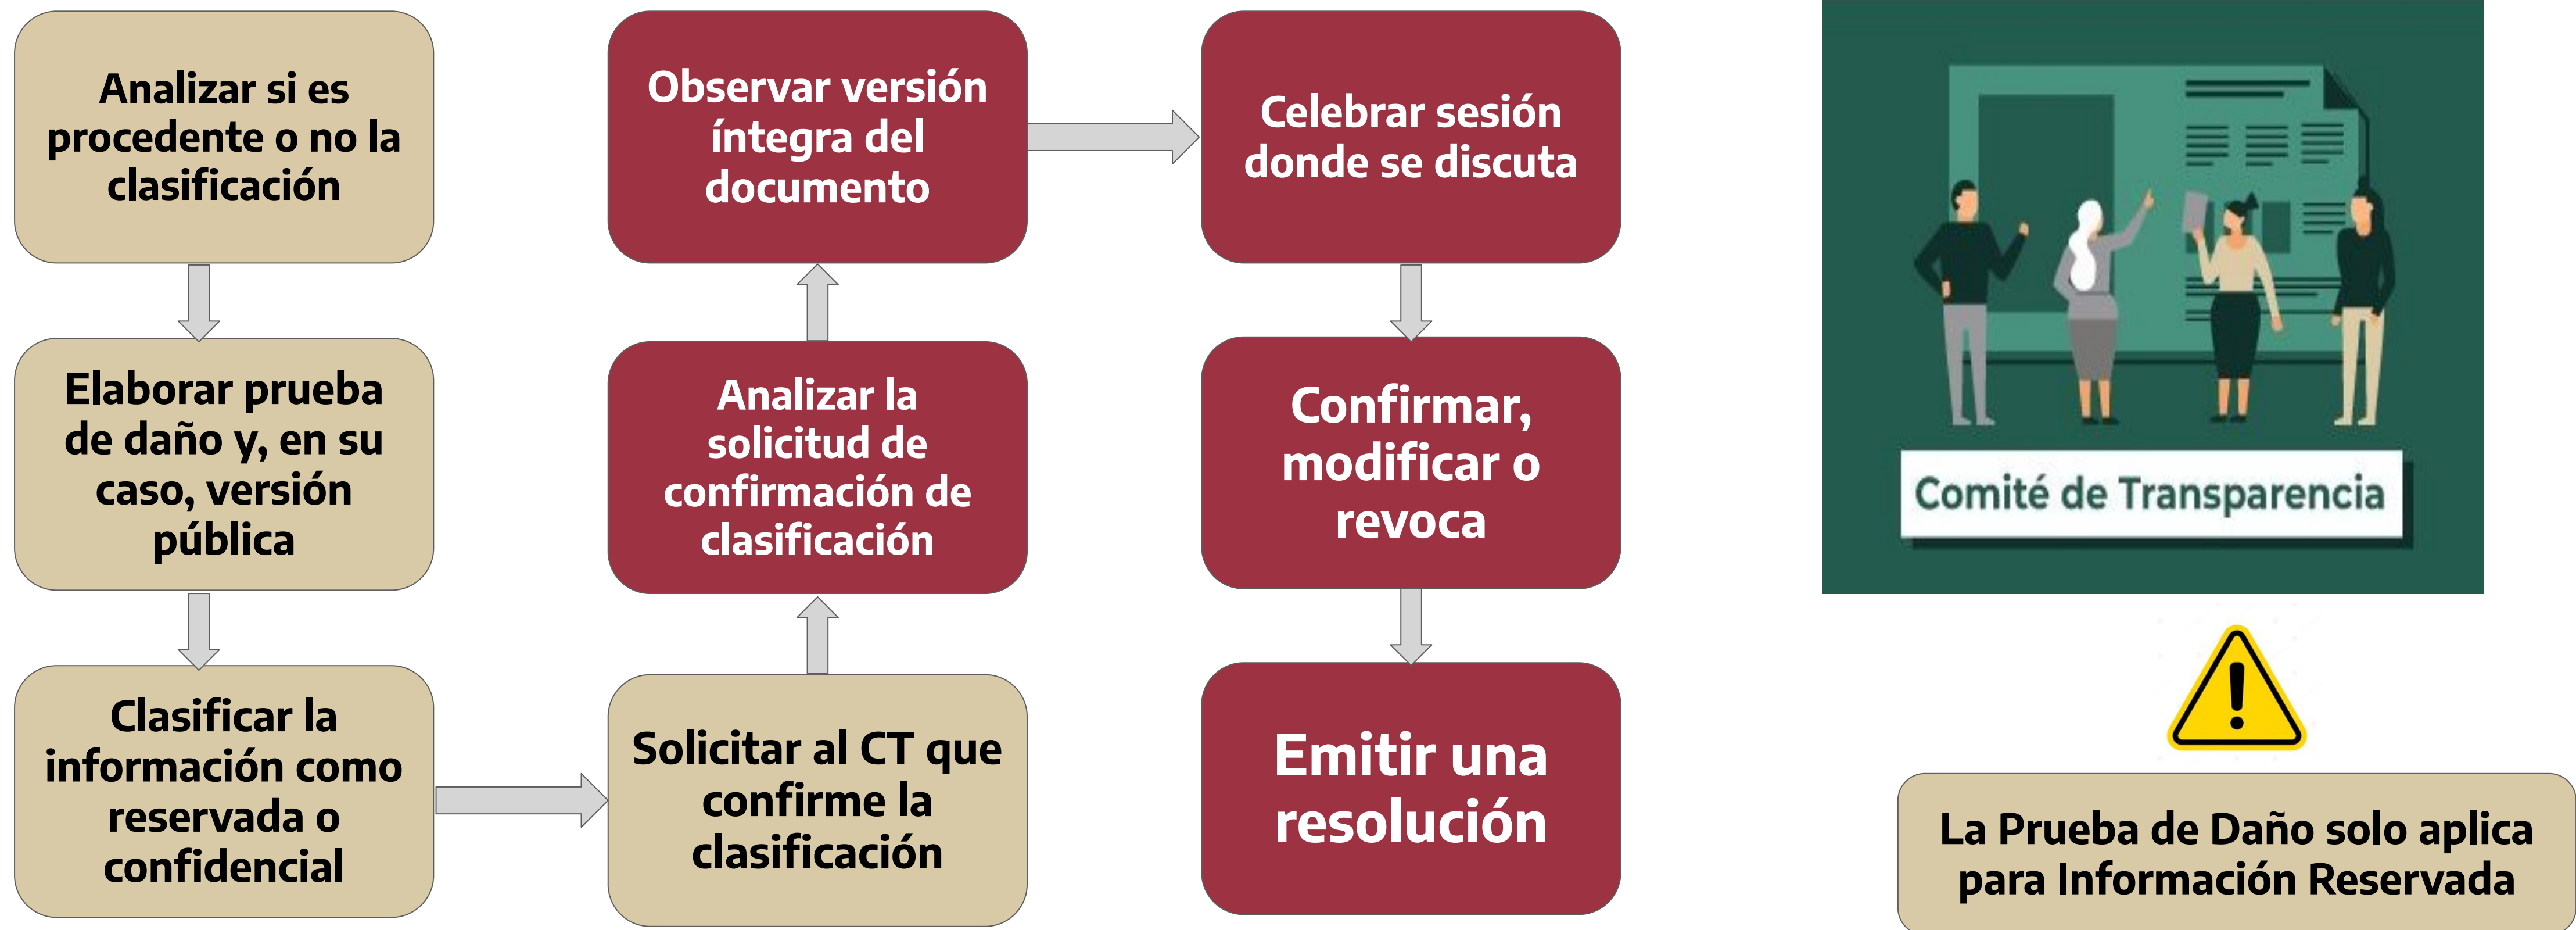 Analizar si es
procedente o no la
clasificación
Elaborar prueba
de daño y, en su
caso, versión
pública
Clasificar la
información como
reservada o
confidencial
Solicitar al CT que
confirme la
clasificación
Analizar la
solicitud de
confirmación de
clasificación
Observar versión
íntegra del
documento
Celebrar sesión
donde se discuta
Confirmar,
modificar o
revoca
Emitir una
resolución
Comité de Transparencia
La Prueba de Daño solo aplica
para Información Reservada